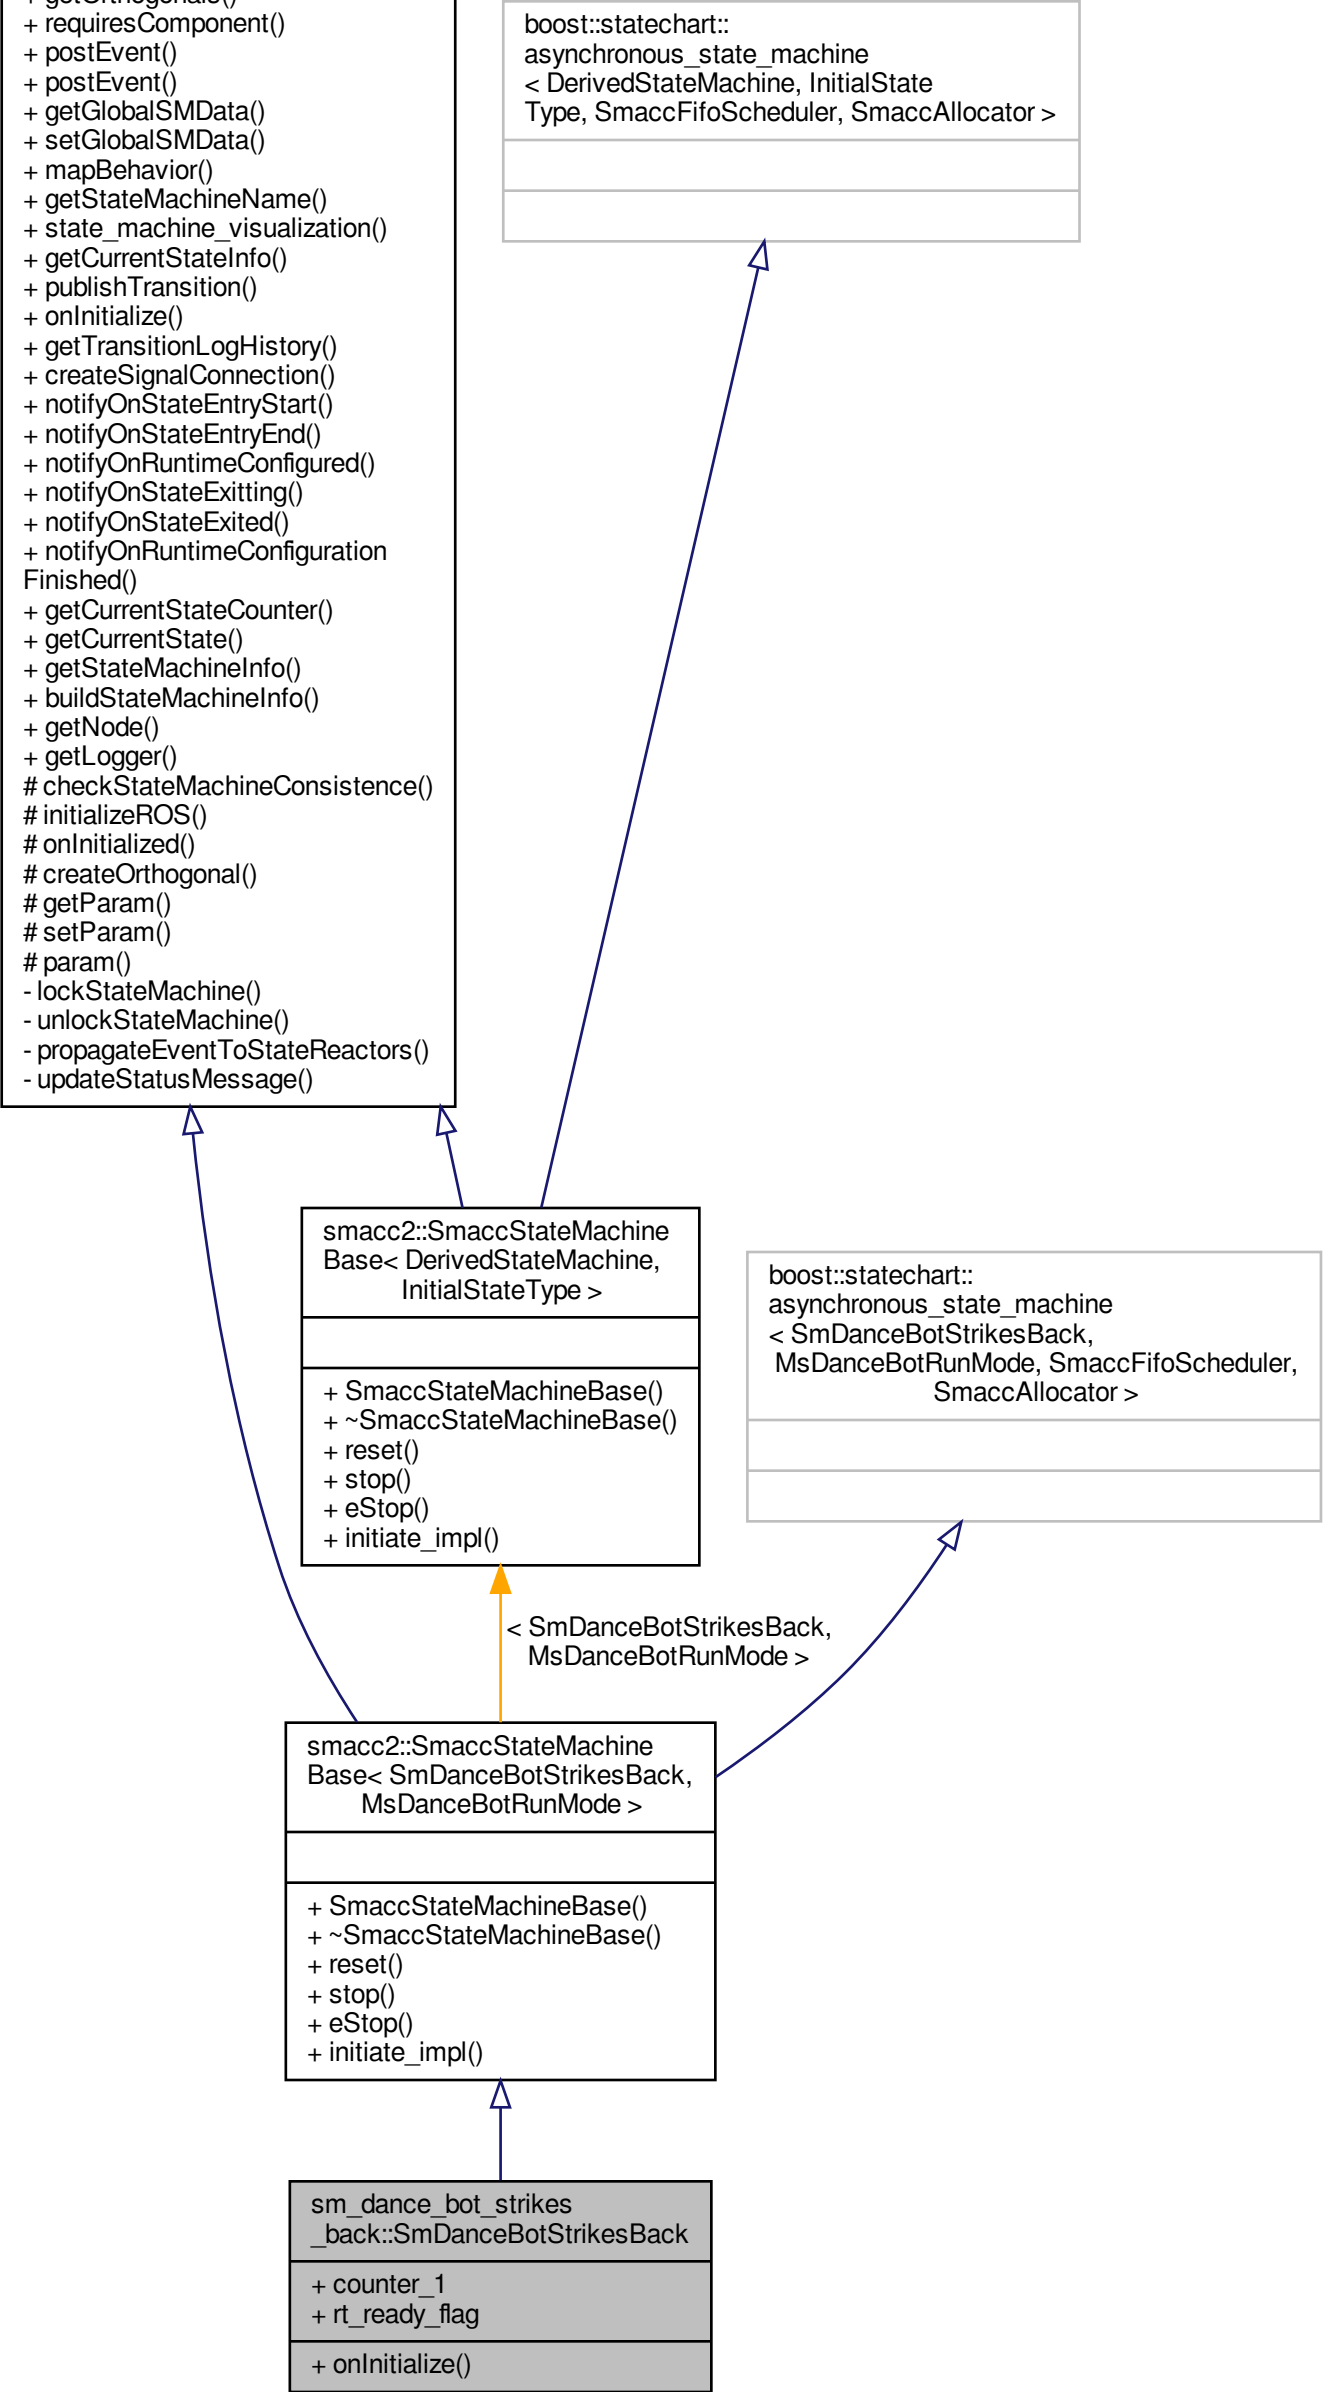 + requiresComponent()
+ postEvent()
+ postEvent()
+ getGlobalSMData()
+ setGlobalSMData()
+ mapBehavior()
+ getStateMachineName()
+ state_machine_visualization()
+ getCurrentStateInfo()
+ publishTransition()
+ onInitialize()
+ getTransitionLogHistory()
+ createSignalConnection()
+ notifyOnStateEntryStart()
+ notifyOnStateEntryEnd()
+ notifyOnRuntimeConfigured()
+ notifyOnStateExitting()
+ notifyOnStateExited()
+ notifyOnRuntimeConfiguration
Finished()
+ getCurrentStateCounter()
+ getCurrentState()
+ getStateMachineInfo()
+ buildStateMachineInfo()
+ getNode()
+ getLogger()
# checkStateMachineConsistence()
# initializeROS()
# onInitialized()
# createOrthogonal()
# getParam()
# setParam()
# param()
- lockStateMachine()
- unlockStateMachine()
- propagateEventToStateReactors()
- updateStatusMessage()
boost::statechart::
asynchronous_state_machine
< DerivedStateMachine, InitialState
Type, SmaccFifoScheduler, SmaccAllocator >
smacc2::SmaccStateMachine
Base< DerivedStateMachine,
InitialStateType >
+ SmaccStateMachineBase()
+ ~SmaccStateMachineBase()
+ reset()
+ stop()
+ eStop()
+ initiate_impl()
boost::statechart::
asynchronous_state_machine
< SmDanceBotStrikesBack,
MsDanceBotRunMode, SmaccFifoScheduler,
SmaccAllocator >
< SmDanceBotStrikesBack,
MsDanceBotRunMode >
smacc2::SmaccStateMachine
Base< SmDanceBotStrikesBack,
MsDanceBotRunMode >
+ SmaccStateMachineBase()
+ ~SmaccStateMachineBase()
+ reset()
+ stop()
+ eStop()
+ initiate_impl()
sm_dance_bot_strikes
_back::SmDanceBotStrikesBack
+ counter_1
+ rt_ready_flag
+ onInitialize()